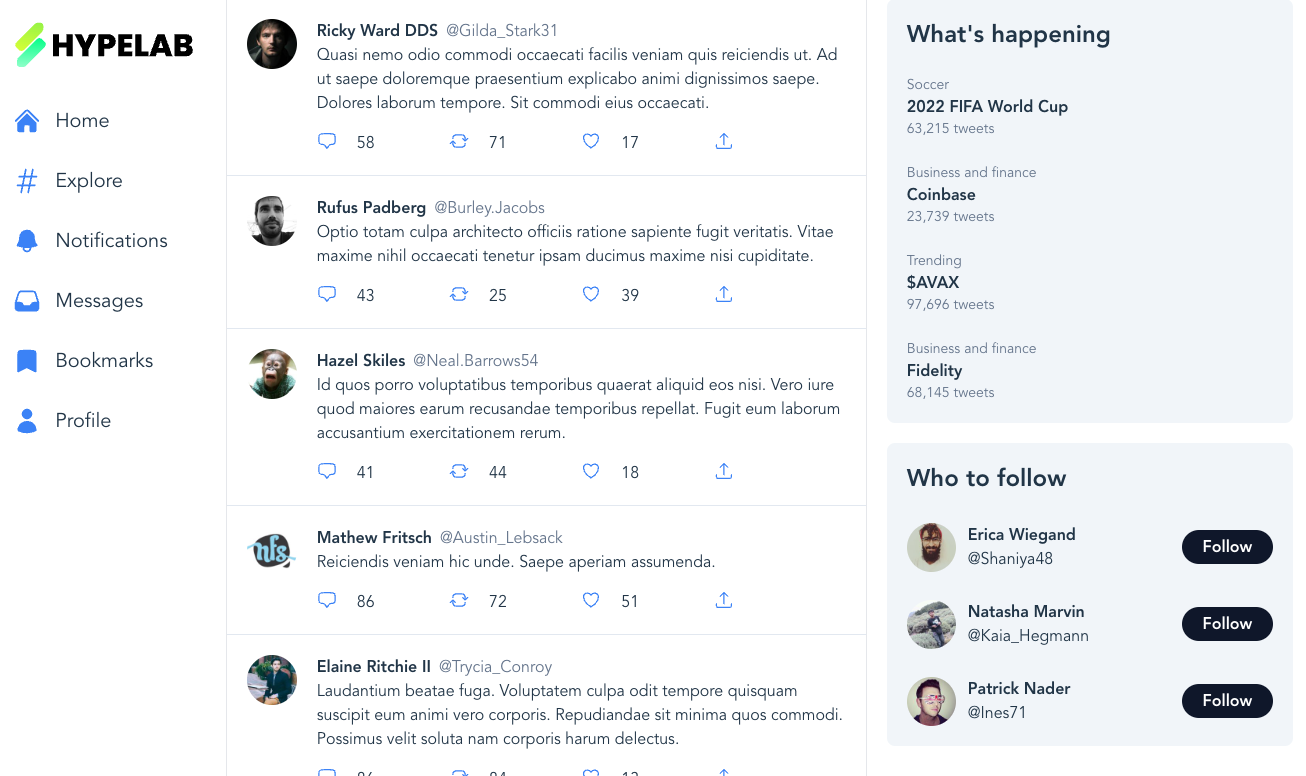 HYPELAB
Home
Explore
Notifications
Messages
Bookmarks
Profile
Ricky Ward DDS @Gilda_Stark31
Quasi nemo odio commodi occaecati facilis veniam quis reiciendis ut. Ad
ut saepe doloremque praesentium explicabo animi dignissimos saepe.
Dolores laborum tempore. Sit commodi eius occaecati.
58 71 17
Rufus Padberg @Burley.Jacobs
Optio totam culpa architecto officiis ratione sapiente fugit veritatis. Vitae
maxime nihil occaecati tenetur ipsam ducimus maxime nisi cupiditate.
43 25 39
Hazel Skiles @Neal.Barrows54
Id quos porro voluptatibus temporibus quaerat aliquid eos nisi. Vero iure
quod maiores earum recusandae temporibus repellat. Fugit eum laborum
accusantium exercitationem rerum.
41 44 18
nfs
Mathew Fritsch @Austin_Lebsack
Reiciendis veniam hic unde. Saepe aperiam assumenda.
86 72 51
Elaine Ritchie II @Trycia_Conroy
Laudantium beatae fuga. Voluptatem culpa odit tempore quisquam
suscipit eum animi vero corporis. Repudiandae sit minima quos commodi.
Possimus velit soluta nam corporis harum delectus.
What's happening
Soccer
2022 FIFA World Cup
63,215 tweets
Business and finance
Coinbase
23,739 tweets
Trending
$AVAX
97,696 tweets
Business and finance
Fidelity
68,145 tweets
Who to follow
Erica Wiegand
@Shaniya48
Follow
Natasha Marvin
@Kaia_Hegmann
Follow
Patrick Nader
@Ines71
Follow